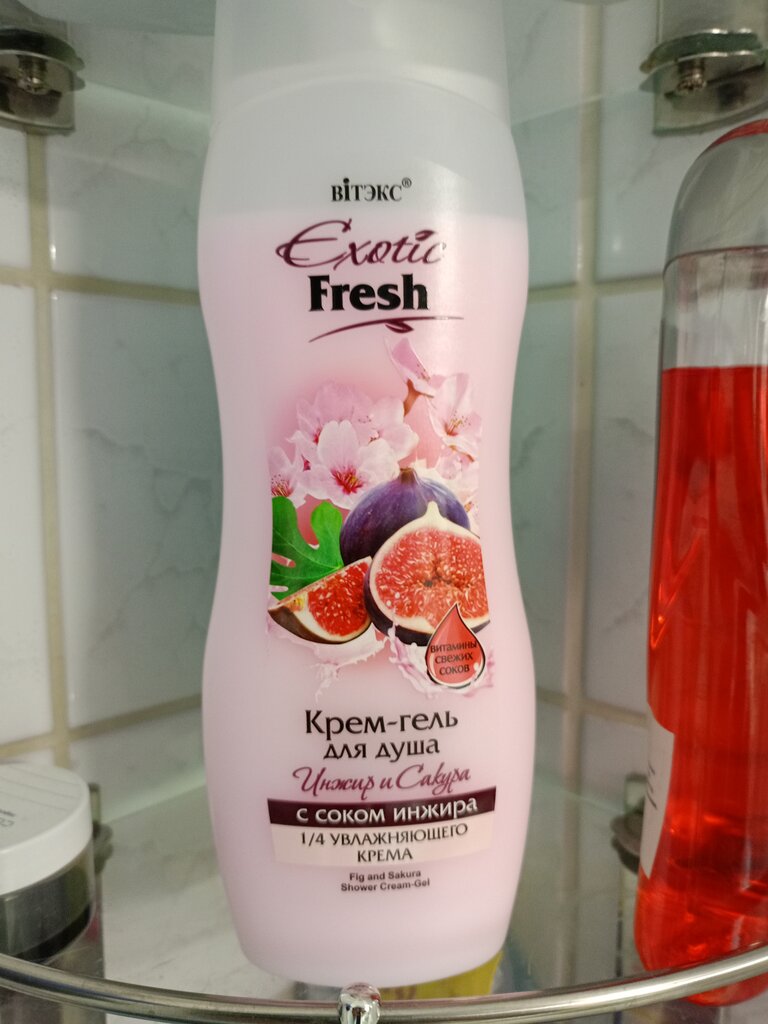 ВІТЭКС®
Exotic
Fresh
витамины
свежих
соков
Крем-гель
для душа
Инжир и Сакура
с соком инжира
1/4 увлажняющего
крема
Fig and Sakura
Shower Cream-Gel